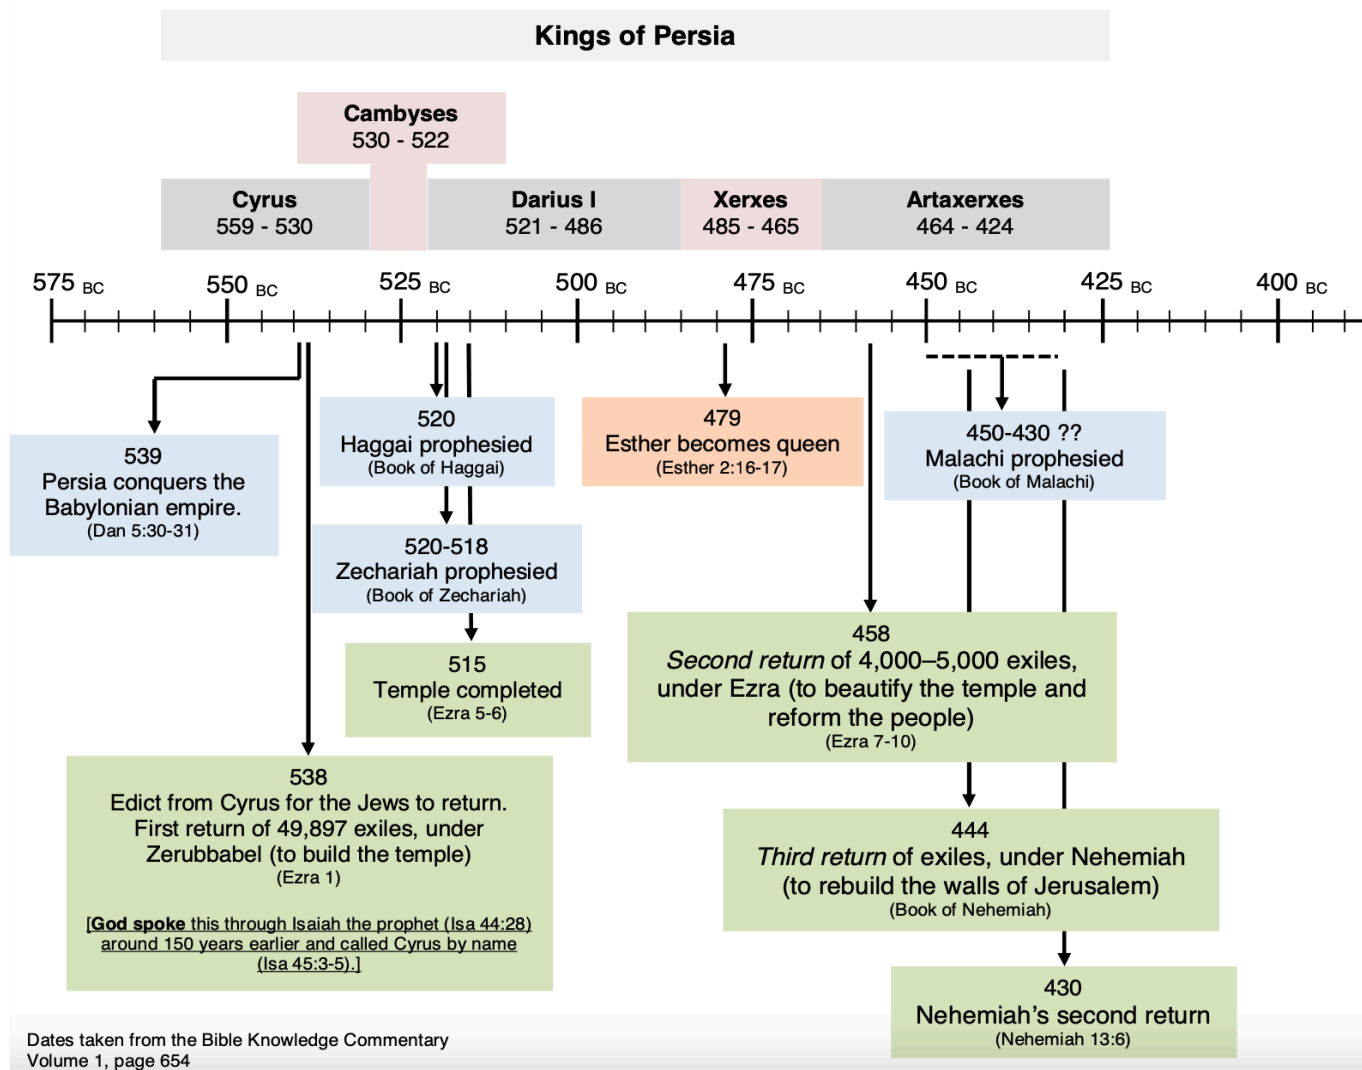 Kings of Persia
Cambyses
530 - 522
Cyrus
559 - 530
Darius I
521 - 486
Xerxes
485 - 465
Artaxerxes
464 - 424
575 BC
550 BC
525 BC
500 BC
475 BC
450 BC
425 BC
400 BC
539
Persia conquers the
Babylonian empire.
(Dan 5:30-31)
520
Haggai prophesied
(Book of Haggai)
520-518
Zechariah prophesied
(Book of Zechariah)
515
Temple completed
(Ezra 5-6)
538
Edict from Cyrus for the Jews to return.
First return of 49,897 exiles, under
Zerubbabel (to build the temple)
(Ezra 1)
[God spoke this through Isaiah the prophet (Isa 44:28)
around 150 years earlier and called Cyrus by name
(Isa 45:3-5).]
479
Esther becomes queen
(Esther 2:16-17)
450-430 ??
Malachi prophesied
(Book of Malachi)
458
Second return of 4,000–5,000 exiles,
under Ezra (to beautify the temple and
reform the people)
(Ezra 7-10)
444
Third return of exiles, under Nehemiah
(to rebuild the walls of Jerusalem)
(Book of Nehemiah)
430
Nehemiah’s second return
(Nehemiah 13:6)
Dates taken from the Bible Knowledge Commentary
Volume 1, page 654